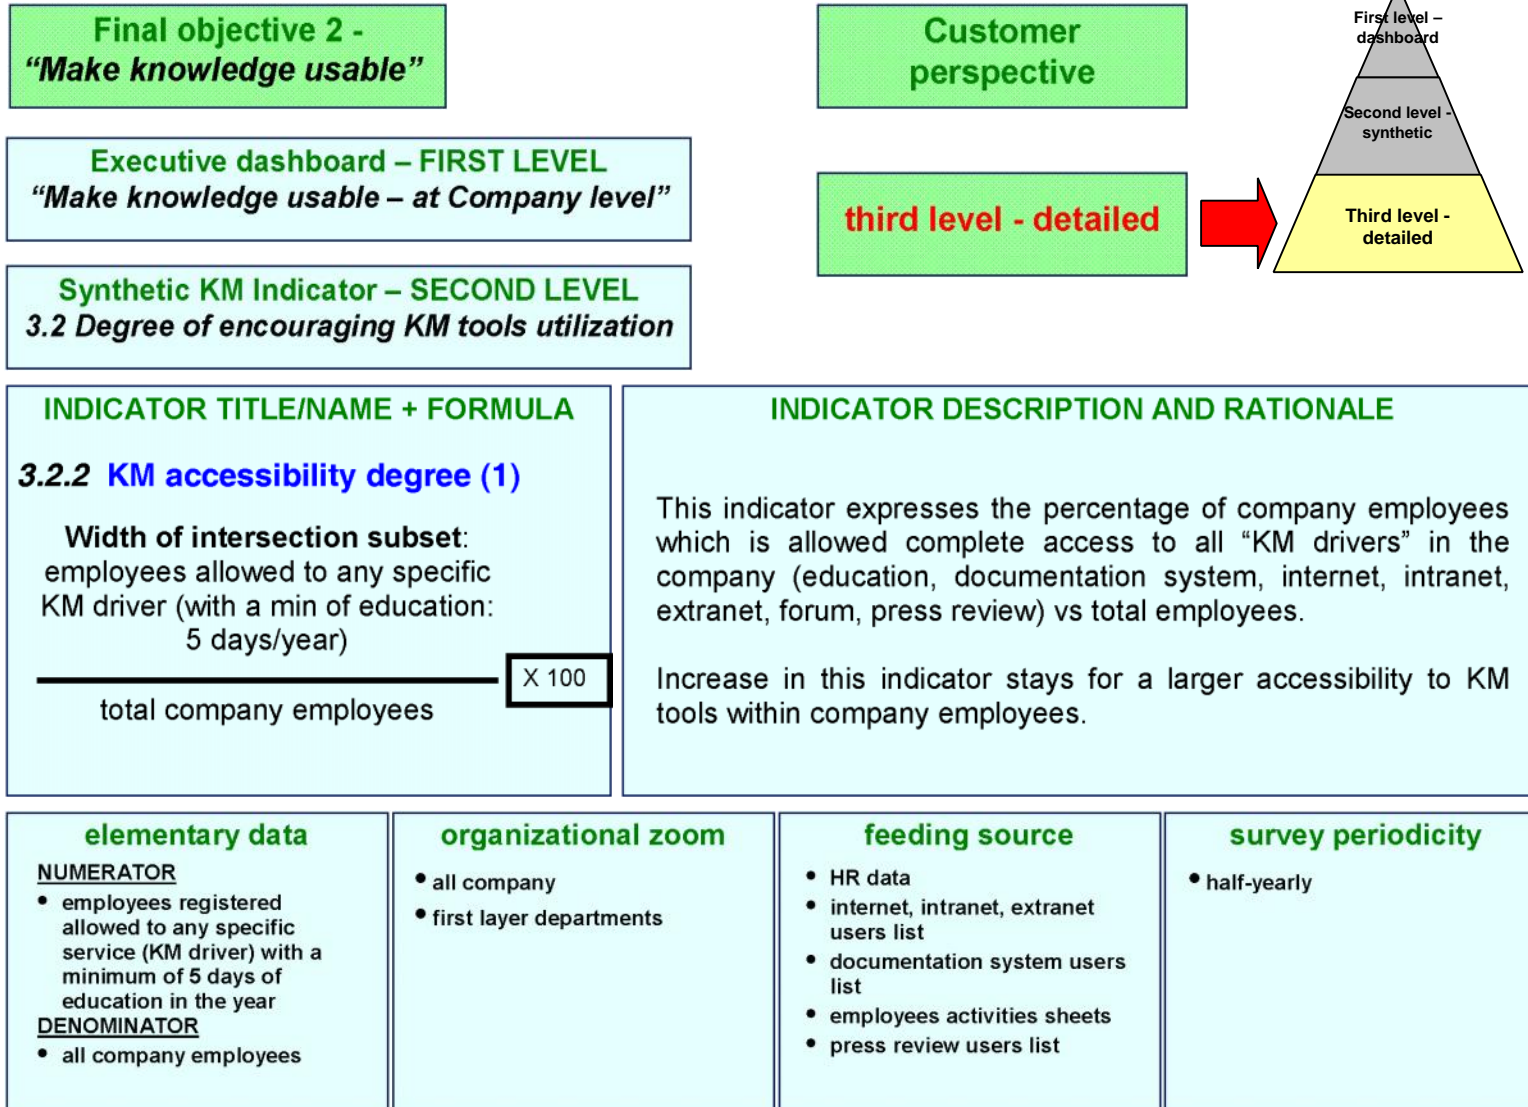 Final objective 2 -
“Make knowledge usable”
Customer
perspective
First level –
dashboard
Second level -
synthetic
Third level -
detailed
Executive dashboard – FIRST LEVEL
“Make knowledge usable – at Company level”
third level - detailed
Synthetic KM Indicator – SECOND LEVEL
3.2 Degree of encouraging KM tools utilization
INDICATOR TITLE/NAME + FORMULA
3.2.2 KM accessibility degree (1)
Width of intersection subset:
employees allowed to any specific
KM driver (with a min of education:
5 days/year)
X 100
total company employees
INDICATOR DESCRIPTION AND RATIONALE
This indicator expresses the percentage of company employees
which is allowed complete access to all “KM drivers” in the
company (education, documentation system, internet, intranet,
extranet, forum, press review) vs total employees.
Increase in this indicator stays for a larger accessibility to KM
tools within company employees.
elementary data
NUMERATOR
• employees registered
allowed to any specific
service (KM driver) with a
minimum of 5 days of
education in the year
DENOMINATOR
• all company employees
organizational zoom
• all company
• first layer departments
feeding source
• HR data
• internet, intranet, extranet
users list
• documentation system users
list
• employees activities sheets
• press review users list
survey periodicity
• half-yearly